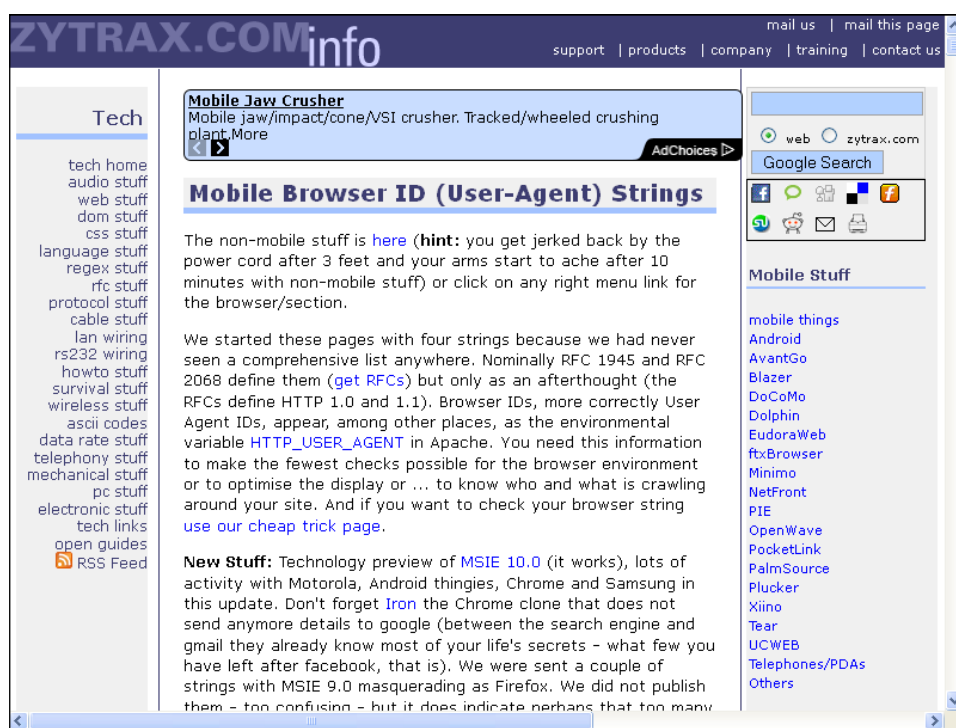 ZYTRAX.COM info
mail us | mail this page
support | products | company | training | contact us
Tech
tech home
audio stuff
web stuff
dom stuff
css stuff
language stuff
regex stuff
rfc stuff
protocol stuff
cable stuff
lan wiring
rs232 wiring
howto stuff
survival stuff
wireless stuff
ascii codes
data rate stuff
telephony stuff
mechanical stuff
pc stuff
electronic stuff
tech links
open guides
RSS Feed
Mobile Jaw Crusher
Mobile jaw/impact/cone/VSI crusher. Tracked/wheeled crushing
plant,More
AdChoices
Mobile Browser ID (User-Agent) Strings
The non-mobile stuff is here (hint: you get jerked back by the
power cord after 3 feet and your arms start to ache after 10
minutes with non-mobile stuff) or click on any right menu link for
the browser/section.
We started these pages with four strings because we had never
seen a comprehensive list anywhere. Nominally RFC 1945 and RFC
2068 define them (get RFCs) but only as an afterthought (the
RFCs define HTTP 1.0 and 1.1). Browser IDs, more correctly User
Agent IDs, appear, among other places, as the environmental
variable HTTP_USER_AGENT in Apache. You need this information
to make the fewest checks possible for the browser environment
or to optimise the display or ... to know who and what is crawling
around your site. And if you want to check your browser string
use our cheap trick page.
New Stuff: Technology preview of MSIE 10.0 (it works), lots of
activity with Motorola, Android thingies, Chrome and Samsung in
this update. Don't forget Iron the Chrome clone that does not
send anymore details to google (between the search engine and
gmail they already know most of your life's secrets - what few you
have left after facebook, that is). We were sent a couple of
strings with MSIE 9.0 masquerading as Firefox. We did not publish
them - too confusing - but it does indicate perhaps that too many
web zytrax.com
Google Search
Mobile Stuff
mobile things
Android
AvantGo
Blazer
DoCoMo
Dolphin
EudoraWeb
ftxBrowser
Minimo
NetFront
PIE
OpenWave
PocketLink
PalmSource
Plucker
Xiino
Tear
UCWEB
Telephones/PDAs
Others